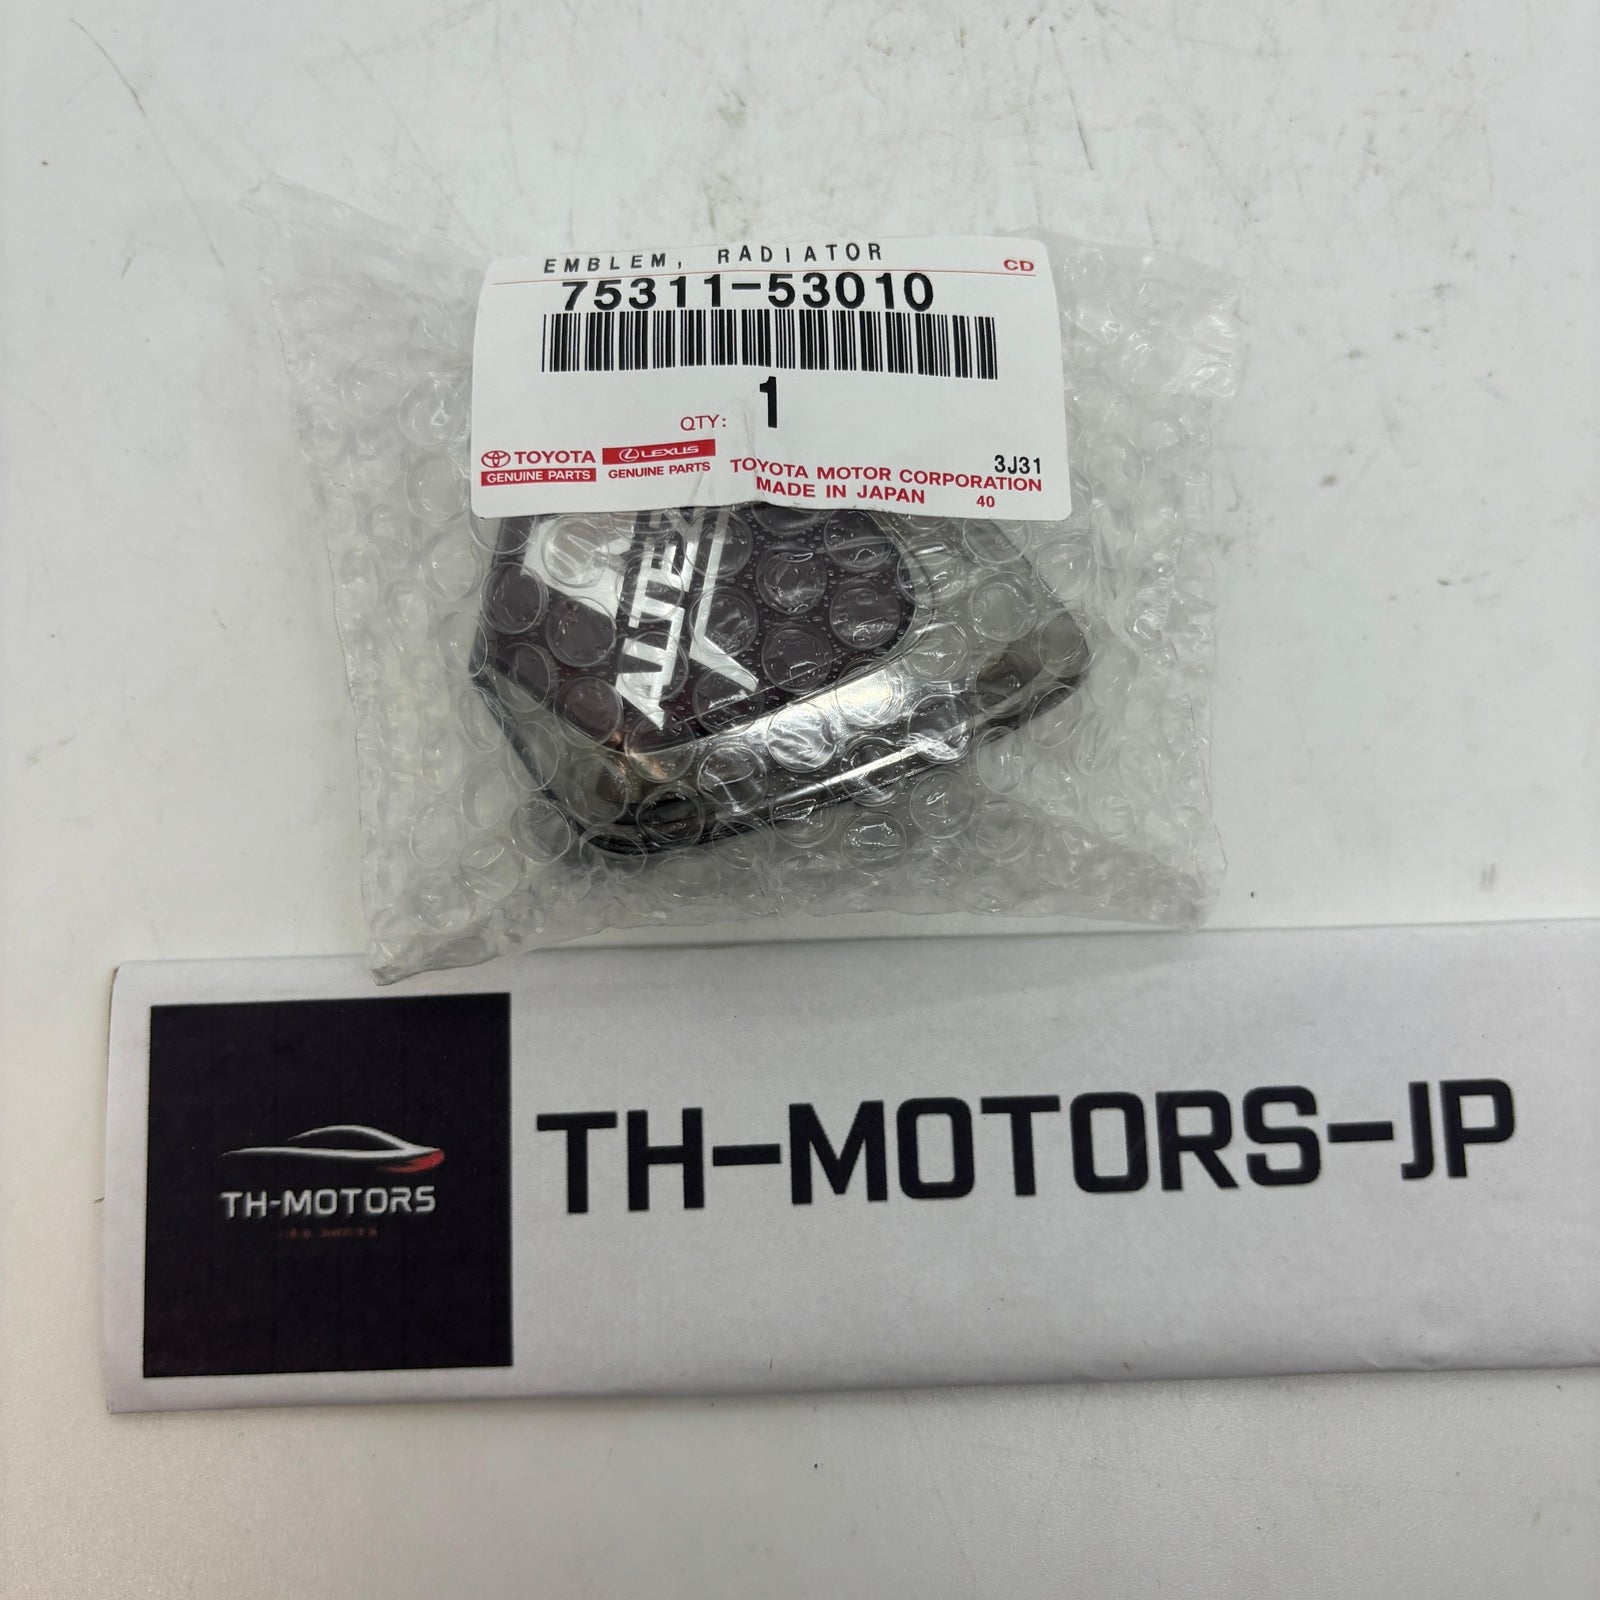 EMBLEM, RADIATOR
CD
75311-53010
QTY: 1
TOYOTA
GENUINE PARTS
LEXUS
GENUINE PARTS
3J31
TOYOTA MOTOR CORPORATION
MADE IN JAPAN
40
TH-MOTORS
TH-MOTORS-JP